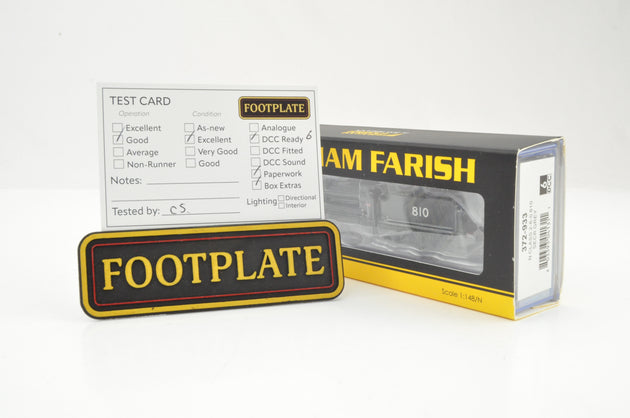 TEST CARD
FOOTPLATE
Operation
Condition
Excellent
As-new
Analogue
Good
Excellent
DCC Ready 6
Average
Very Good
DCC Fitted
Non-Runner
Good
DCC Sound
Paperwork
Notes:
Box Extras
Lighting
Directional
Interior
Tested by: CS
FOOTPLATE
HAM FARISH
810
Scale 1:148/N
372-933
6
DCC